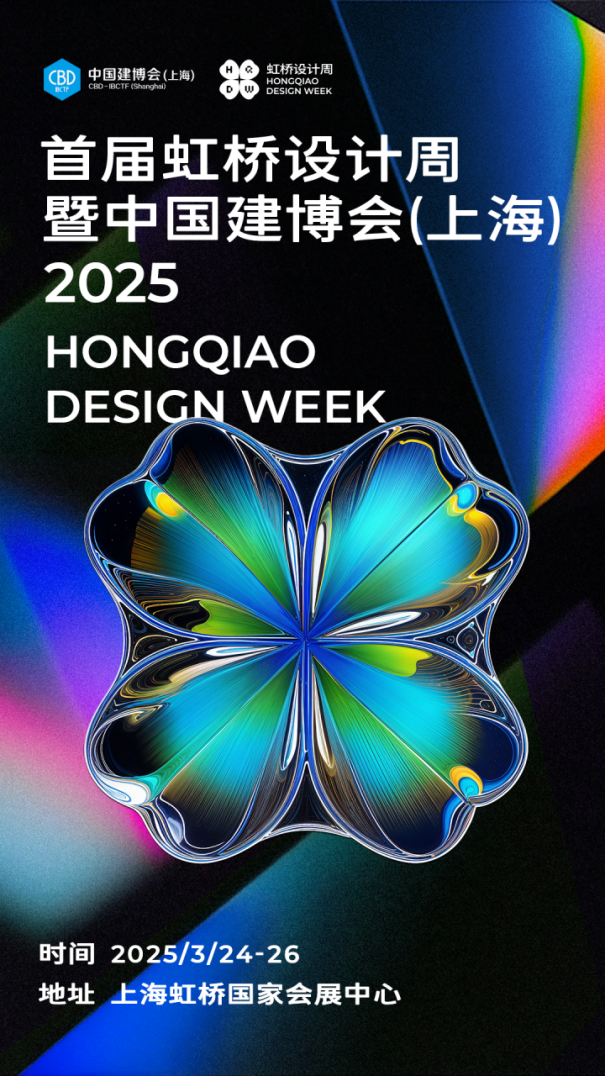 CBD
IBCTF
中国建博会(上海)
CBD-IBCTF(Shanghai)
H Q
D W
虹桥设计周
HONGQIAO
DESIGN WEEK
首届虹桥设计周
暨中国建博会(上海)
2025
HONGQIAO
DESIGN WEEK
时间 2025/3/24-26
地址 上海虹桥国家会展中心